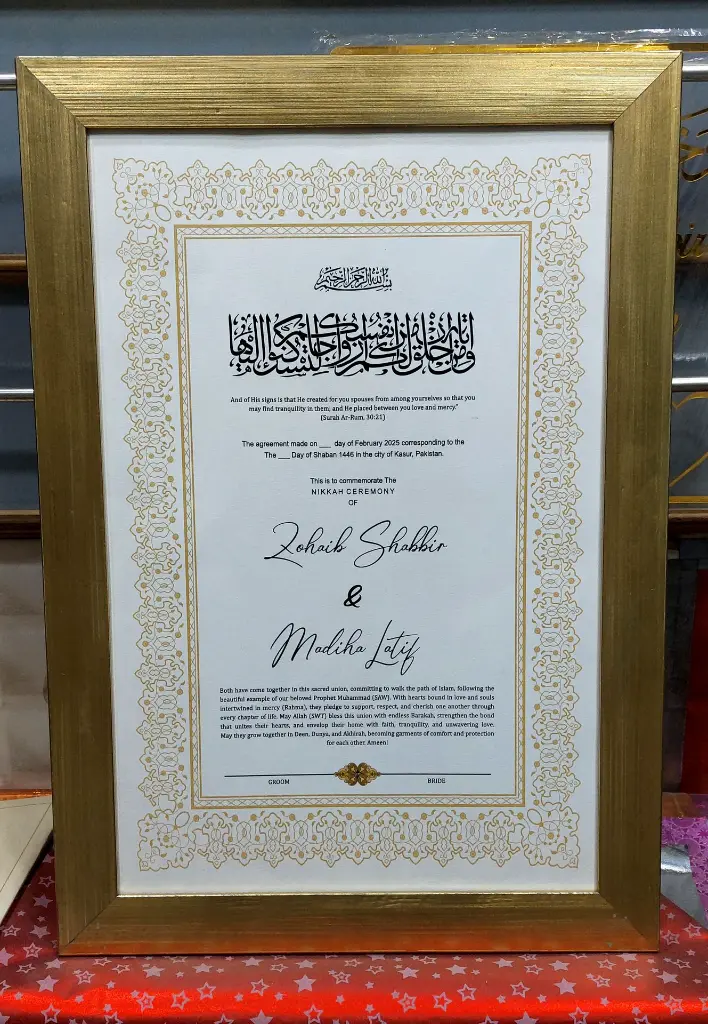 بسم الله الرحمن الرحيم
ومن آياته أن خلق لكم من أنفسكم أزواجا لتسكنوا إليها
And of His signs is that He created for you spouses from among yourselves so that you
may find tranquility in them; and He placed between you love and mercy."
(Surah Ar-Rum, 30:21)
The agreement made on ___ day of February 2025 corresponding to the
The ___ Day of Shaban 1446 in the city of Kasur, Pakistan.
This is to commemorate The
NIKKAH CEREMONY
OF
Zohaib Shabbir
&
Madiha Latif
Both have come together in this sacred union, committing to walk the path of Islam, following the
beautiful example of our beloved Prophet Muhammad (SAW). With hearts bound in love and souls
intertwined in mercy (Rahma), they pledge to support, respect, and cherish one another through
every chapter of life. May Allah (SWT) bless this union with endless Barakah, strengthen the bond
that unites their hearts, and envelop their home with faith, tranquility, and unwavering love.
May they grow together in Deen, Dunya, and Akhirah, becoming garments of comfort and protection
for each other. Ameen!
GROOM BRIDE